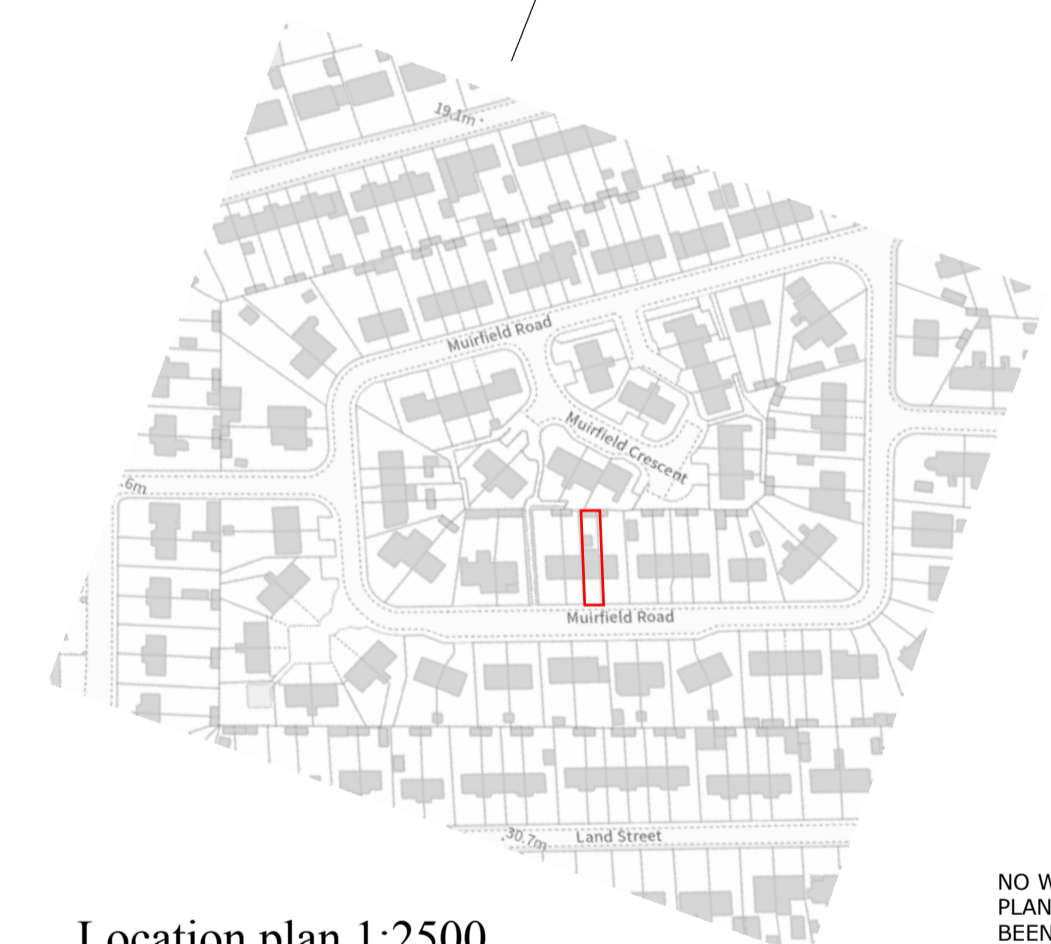 19.1m
Muirfield Road
Muirfield Crescent
.6m
Muirfield Road
30.7m
Land Street
NO W
PLAN
BEEN
Location plan 1:2500